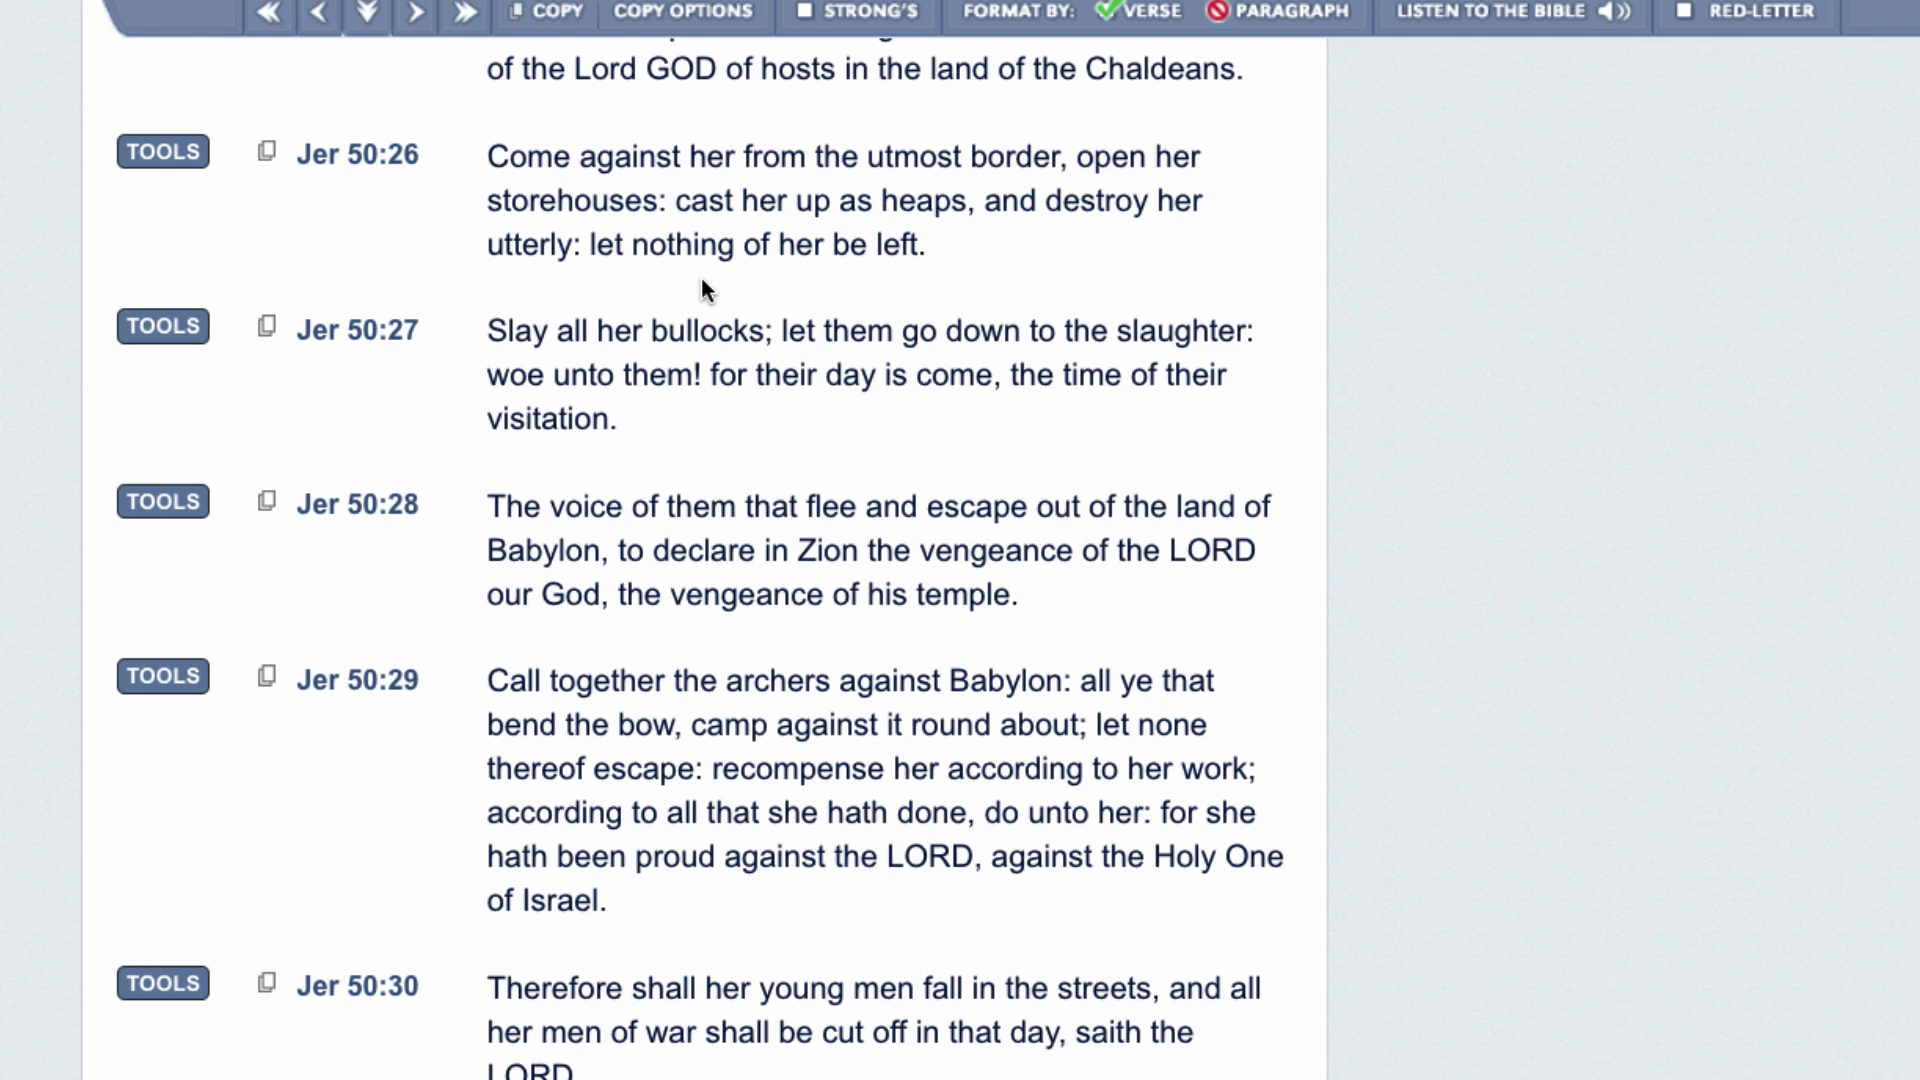 COPY COPY OPTIONS STRONG'S FORMAT BY: VERSE PARAGRAPH LISTEN TO THE BIBLE RED-LETTER
of the Lord GOD of hosts in the land of the Chaldeans.
TOOLS Jer 50:26 Come against her from the utmost border, open her
storehouses: cast her up as heaps, and destroy her
utterly: let nothing of her be left.
TOOLS Jer 50:27 Slay all her bullocks; let them go down to the slaughter:
woe unto them! for their day is come, the time of their
visitation.
TOOLS Jer 50:28 The voice of them that flee and escape out of the land of
Babylon, to declare in Zion the vengeance of the LORD
our God, the vengeance of his temple.
TOOLS Jer 50:29 Call together the archers against Babylon: all ye that
bend the bow, camp against it round about; let none
thereof escape: recompense her according to her work;
according to all that she hath done, do unto her: for she
hath been proud against the LORD, against the Holy One
of Israel.
TOOLS Jer 50:30 Therefore shall her young men fall in the streets, and all
her men of war shall be cut off in that day, saith the
LORD